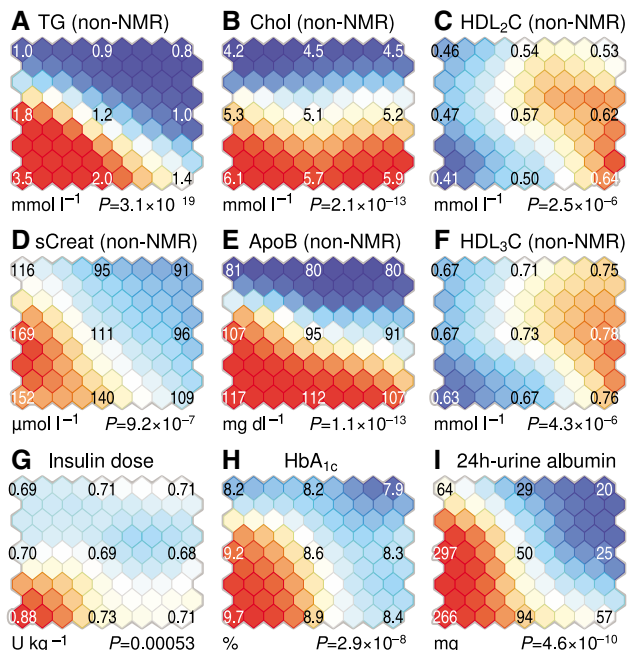 A TG (non-NMR) B Chol (non-NMR) C HDL2C (non-NMR)
1.0 0.9 0.8 4.2 4.5 4.5 0.46 0.54 0.53
1.8 1.2 1.0 5.3 5.1 5.2 0.47 0.57 0.62
3.5 2.0 1.4 6.1 5.7 5.9 0.41 0.50 0.64
mmol l⁻¹ P=3.1×10 ¹⁹ mmol l⁻¹ P=2.1×10⁻¹³ mmol l⁻¹ P=2.5×10⁻⁶
D sCreat (non-NMR) E ApoB (non-NMR) F HDL3C (non-NMR)
116 95 91 81 80 80 0.67 0.71 0.75
169 111 96 107 95 91 0.67 0.73 0.78
152 140 109 117 112 107 0.63 0.67 0.76
μmol l⁻¹ P=9.2×10⁻⁷ mg dl⁻¹ P=1.1×10⁻¹³ mmol l⁻¹ P=4.3×10⁻⁶
G Insulin dose H HbA1c I 24h-urine albumin
0.69 0.71 0.71 8.2 8.2 7.9 64 29 20
0.70 0.69 0.68 9.2 8.6 8.3 297 50 25
0.88 0.73 0.71 9.7 8.9 8.4 266 94 57
U kg⁻¹ P=0.00053 % P=2.9×10⁻⁸ mg P=4.6×10⁻¹⁰